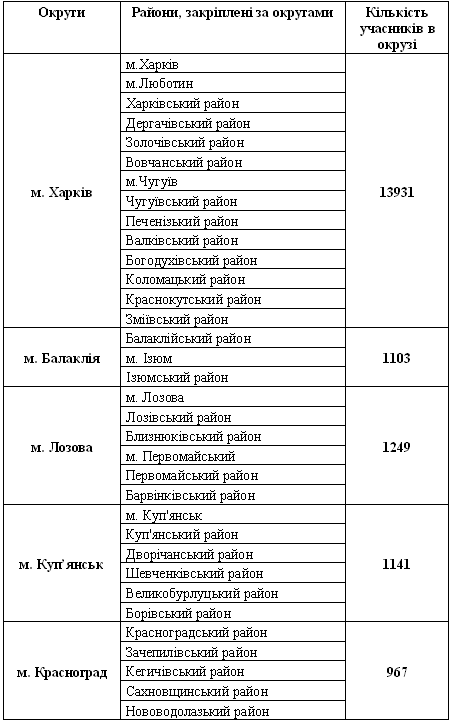 Округи Райони, закріплені за округами Кількість
учасників в
окрузі
м. Харків
м.Харків
м.Люботин
Харківський район
Дергачівський район
Золочівський район
Вовчанський район
м.Чугуїв
Чугуївський район
Печенізький район
Валківський район
Богодухівський район
Коломацький район
Краснокутський район
Зміївський район
13931
м. Балаклія
Балаклійський район
м. Ізюм
Ізюмський район
1103
м. Лозова
м. Лозова
Лозівський район
Близнюківський район
м. Первомайський
Первомайський район
Барвінківський район
1249
м. Куп'янськ
м. Куп'янськ
Куп'янський район
Дворічанський район
Шевченківський район
Великобурлуцький район
Борівський район
1141
м. Красноград
Красноградський район
Зачепилівський район
Кегичівський район
Сахновщинський район
Нововодолазький район
967